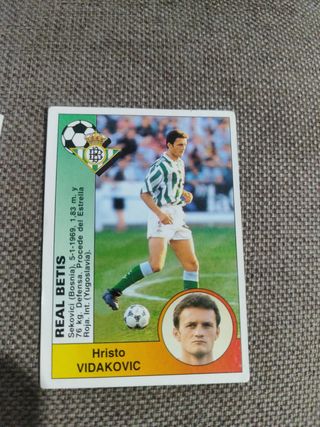 REAL BETIS
Sekovici (Bosnia), 5-1-1969. 1,83 m. y
76 kg. Defensa. Procede del Estrella
Roja. Int. (Yugoslavia).
Hristo
VIDAKOVIC